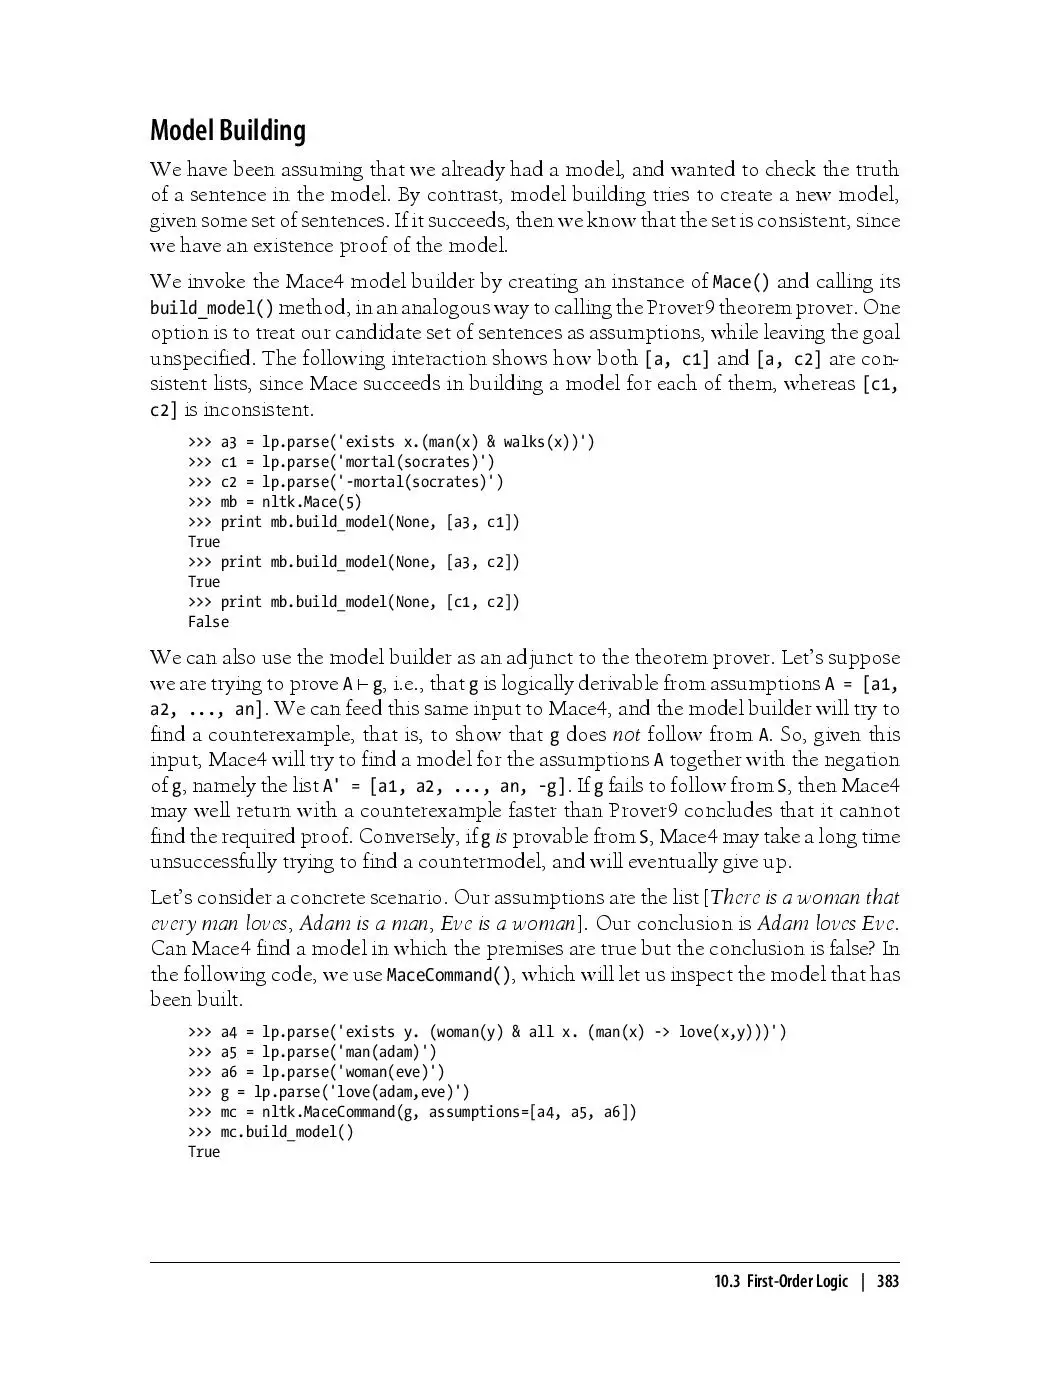 Model Building
We have been assuming that we already had a model, and wanted to check the truth
of a sentence in the model. By contrast, model building tries to create a new model,
given some set of sentences. If it succeeds, then we know that the set is consistent, since
we have an existence proof of the model.
We invoke the Mace4 model builder by creating an instance of Mace() and calling its
build_model() method, in an analogous way to calling the Prover9 theorem prover. One
option is to treat our candidate set of sentences as assumptions, while leaving the goal
unspecified. The following interaction shows how both [a, c1] and [a, c2] are con-
sistent lists, since Mace succeeds in building a model for each of them, whereas [c1,
c2] is inconsistent.
>>> a3 = lp.parse('exists x.(man(x) & walks(x))')
>>> c1 = lp.parse('mortal(socrates)')
>>> c2 = lp.parse('-mortal(socrates)')
>>> mb = nltk.Mace(5)
>>> print mb.build_model(None, [a3, c1])
True
>>> print mb.build_model(None, [a3, c2])
True
>>> print mb.build_model(None, [c1, c2])
False
We can also use the model builder as an adjunct to the theorem prover. Let's suppose
we are trying to prove A ⊢ g, i.e., that g is logically derivable from assumptions A = [a1,
a2, ..., an]. We can feed this same input to Mace4, and the model builder will try to
find a counterexample, that is, to show that g does not follow from A. So, given this
input, Mace4 will try to find a model for the assumptions A together with the negation
of g, namely the list A' = [a1, a2, ..., an, -g]. If g fails to follow from S, then Mace4
may well return with a counterexample faster than Prover9 concludes that it cannot
find the required proof. Conversely, if g is provable from S, Mace4 may take a long time
unsuccessfully trying to find a countermodel, and will eventually give up.
Let's consider a concrete scenario. Our assumptions are the list [There is a woman that
every man loves, Adam is a man, Eve is a woman]. Our conclusion is Adam loves Eve.
Can Mace4 find a model in which the premises are true but the conclusion is false? In
the following code, we use MaceCommand(), which will let us inspect the model that has
been built.
>>> a4 = lp.parse('exists y. (woman(y) & all x. (man(x) -> love(x,y)))')
>>> a5 = lp.parse('man(adam)')
>>> a6 = lp.parse('woman(eve)')
>>> g = lp.parse('love(adam,eve)')
>>> mc = nltk.MaceCommand(g, assumptions=[a4, a5, a6])
>>> mc.build_model()
True
10.3 First-Order Logic | 383